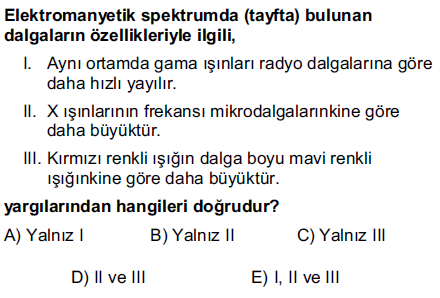 Elektromanyetik spektrumda (tayfta) bulunan
dalgaların özellikleriyle ilgili,
I. Aynı ortamda gama ışınları radyo dalgalarına göre
daha hızlı yayılır.
II. X ışınlarının frekansı mikrodalgalarınkine göre
daha büyüktür.
III. Kırmızı renkli ışığın dalga boyu mavi renkli
ışığınkine göre daha büyüktür.
yargılarından hangileri doğrudur?
A) Yalnız I B) Yalnız II C) Yalnız III
D) II ve III E) I, II ve III